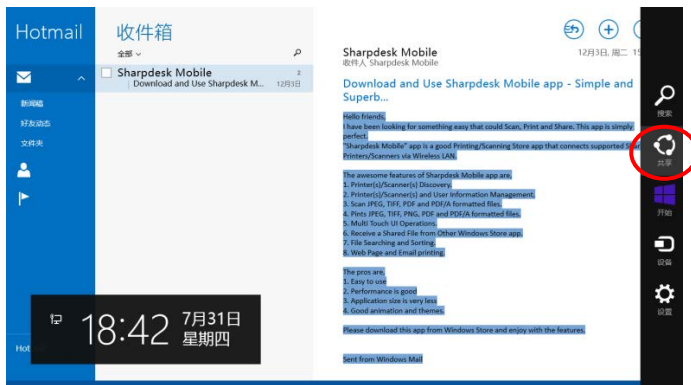 Hotmail
新闻稿
好友动态
文件夹
收件箱
全部
Sharpdesk Mobile
2
Download and Use Sharpdesk M...
12月3日
Sharpdesk Mobile
12月3日, 周二
收件人 Sharpdesk Mobile
Download and Use Sharpdesk Mobile app - Simple and
Superb...
Hello friends,
I have been looking for something easy that could Scan, Print and Share. This app is simply
perfect.
"Sharpdesk Mobile" app is a good Printing/Scanning Store app that connects supported
Printers/Scanners via Wireless LAN.
The awesome features of Sharpdesk Mobile app are,
1. Printer(s)/Scanner(s) Discovery.
2. Printer(s)/Scanner(s) and User Information Management.
3. Scan JPEG, TIFF, PDF and PDF/A formatted files.
4. Pints JPEG, TIFF, PNG, PDF and PDF/A formatted files.
5. Multi Touch UI Operations.
6. Receive a Shared File from Other Windows Store app.
7. File Searching and Sorting.
8. Web Page and Email printing.
The pros are,
1. Easy to use
2. Performance is good
3. Application size is very less
4. Good animation and themes.
Please download this app from Windows Store and enjoy with the features.
Sent from Windows Mail
搜索
共享
开始
设备
设置
18:42
7月31日
星期四